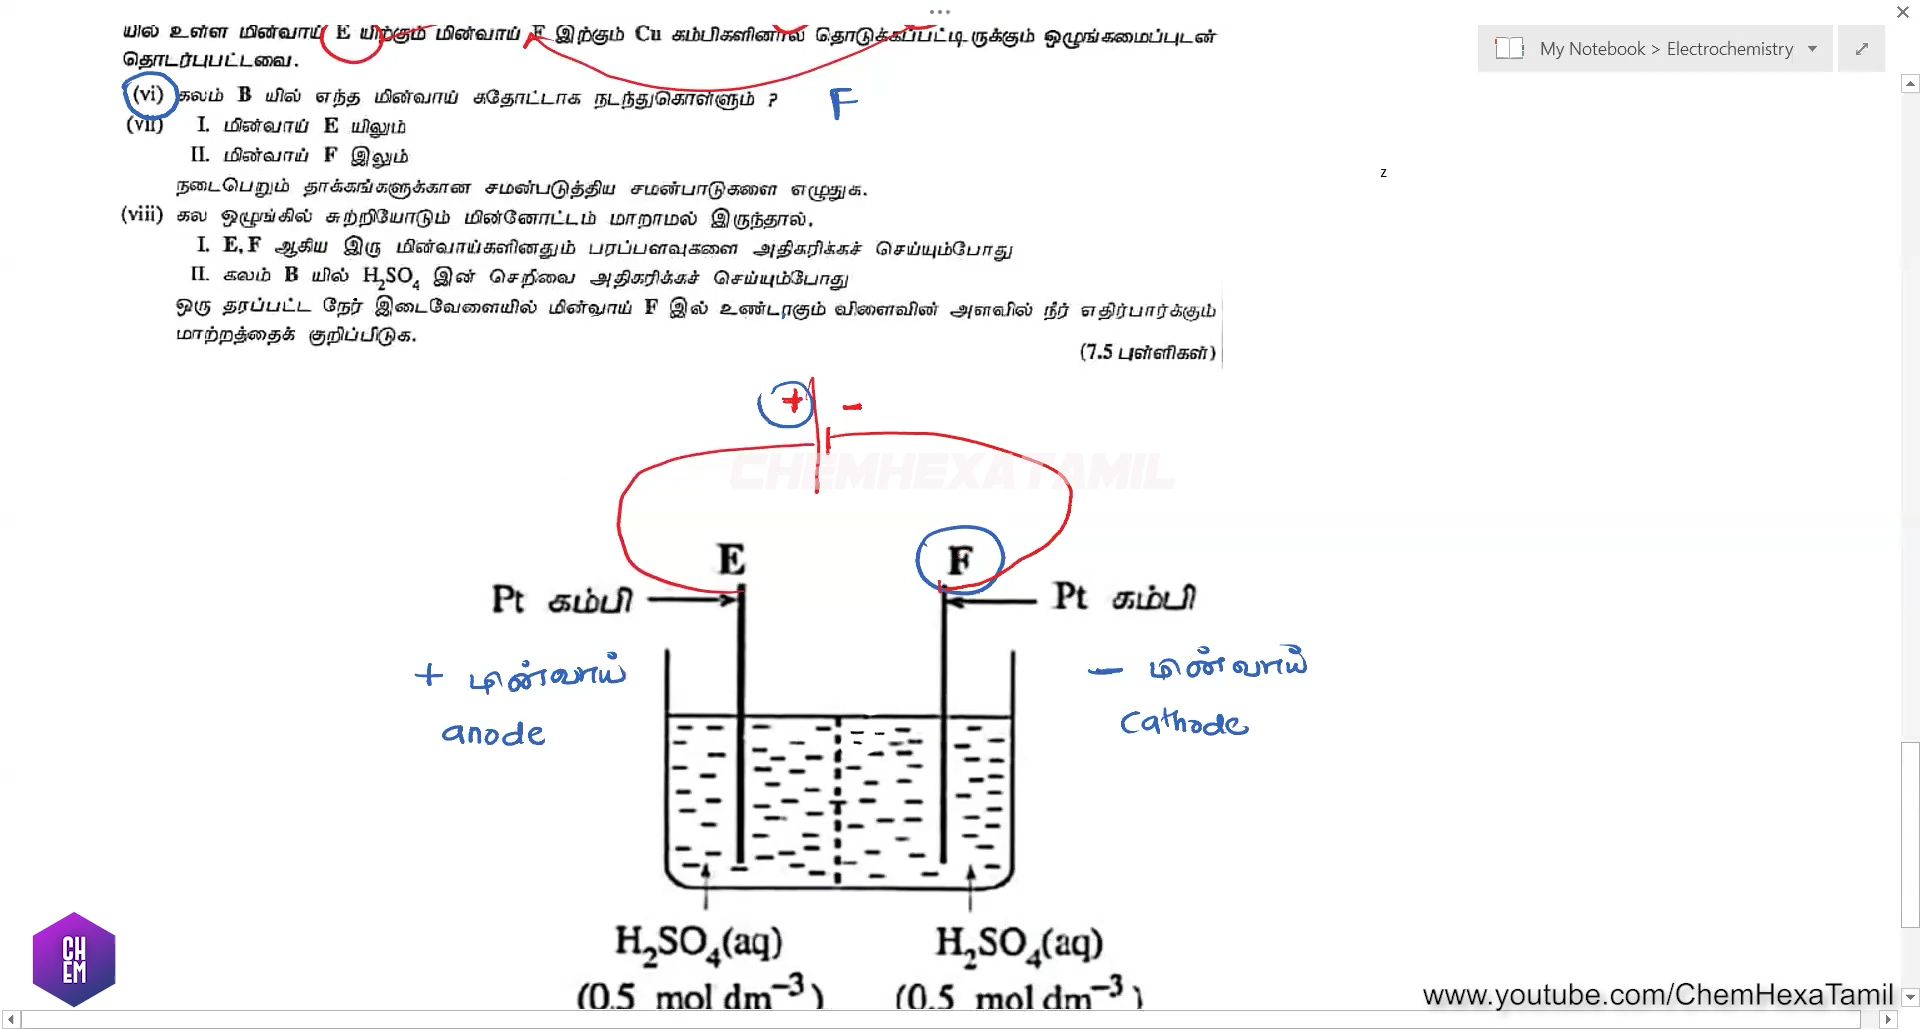 யில் உள்ள மின்வாய் E யிற்கும் மின்வாய் F இற்கும் Cu கம்பிகளினால் தொடுக்கப்பட்டிருக்கும் ஒழுங்கமைப்புடன்
தொடர்புபட்டவை.
(vi) கலம் B யில் எந்த மின்வாய் கதோட்டாக நடந்துகொள்ளும் ? F
(vii) I. மின்வாய் E யிலும்
II. மின்வாய் F இலும்
நடைபெறும் தாக்கங்களுக்கான சமன்படுத்திய சமன்பாடுகளை எழுதுக.
(viii) கல ஒழுங்கில் சுற்றியோடும் மின்னோட்டம் மாறாமல் இருந்தால்,
I. E, F ஆகிய இரு மின்வாய்களினதும் பரப்பளவுகளை அதிகரிக்கச் செய்யும்போது
II. கலம் B யில் H₂SO₄ இன் செறிவை அதிகரிக்கச் செய்யும்போது
ஒரு தரப்பட்ட நேர் இடைவேளையில் மின்வாய் F இல் உண்டாகும் விளைவின் அளவில் நீர் எதிர்பார்க்கும்
மாற்றத்தைக் குறிப்பிடுக.
(7.5 புள்ளிகள்)
My Notebook > Electrochemistry
z
+ -
CHEMHEXATAMIL
E F
Pt கம்பி Pt கம்பி
+ மின்வாய் - மின்வாய்
anode Cathode
H₂SO₄(aq) H₂SO₄(aq)
(0.5 mol dm⁻³) (0.5 mol dm⁻³)
CH
EM
www.youtube.com/ChemHexaTamil